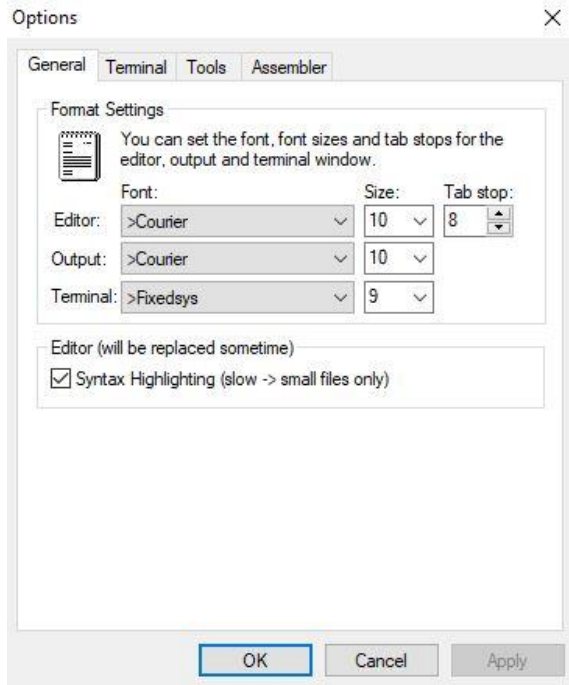 Options
General Terminal Tools Assembler
Format Settings
You can set the font, font sizes and tab stops for the
editor, output and terminal window.
Font: Size: Tab stop:
Editor: >Courier 10 8
Output: >Courier 10
Terminal: >Fixedsys 9
Editor (will be replaced sometime)
Syntax Highlighting (slow -> small files only)
OK Cancel Apply